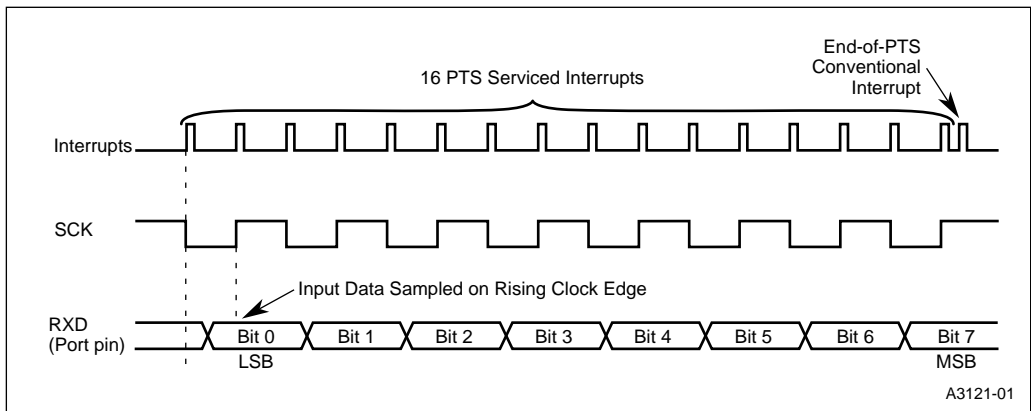 End-of-PTS
Conventional
Interrupt
16 PTS Serviced Interrupts
Interrupts
SCK
Input Data Sampled on Rising Clock Edge
RXD
(Port pin)
Bit 0 Bit 1 Bit 2 Bit 3 Bit 4 Bit 5 Bit 6 Bit 7
LSB MSB
A3121-01